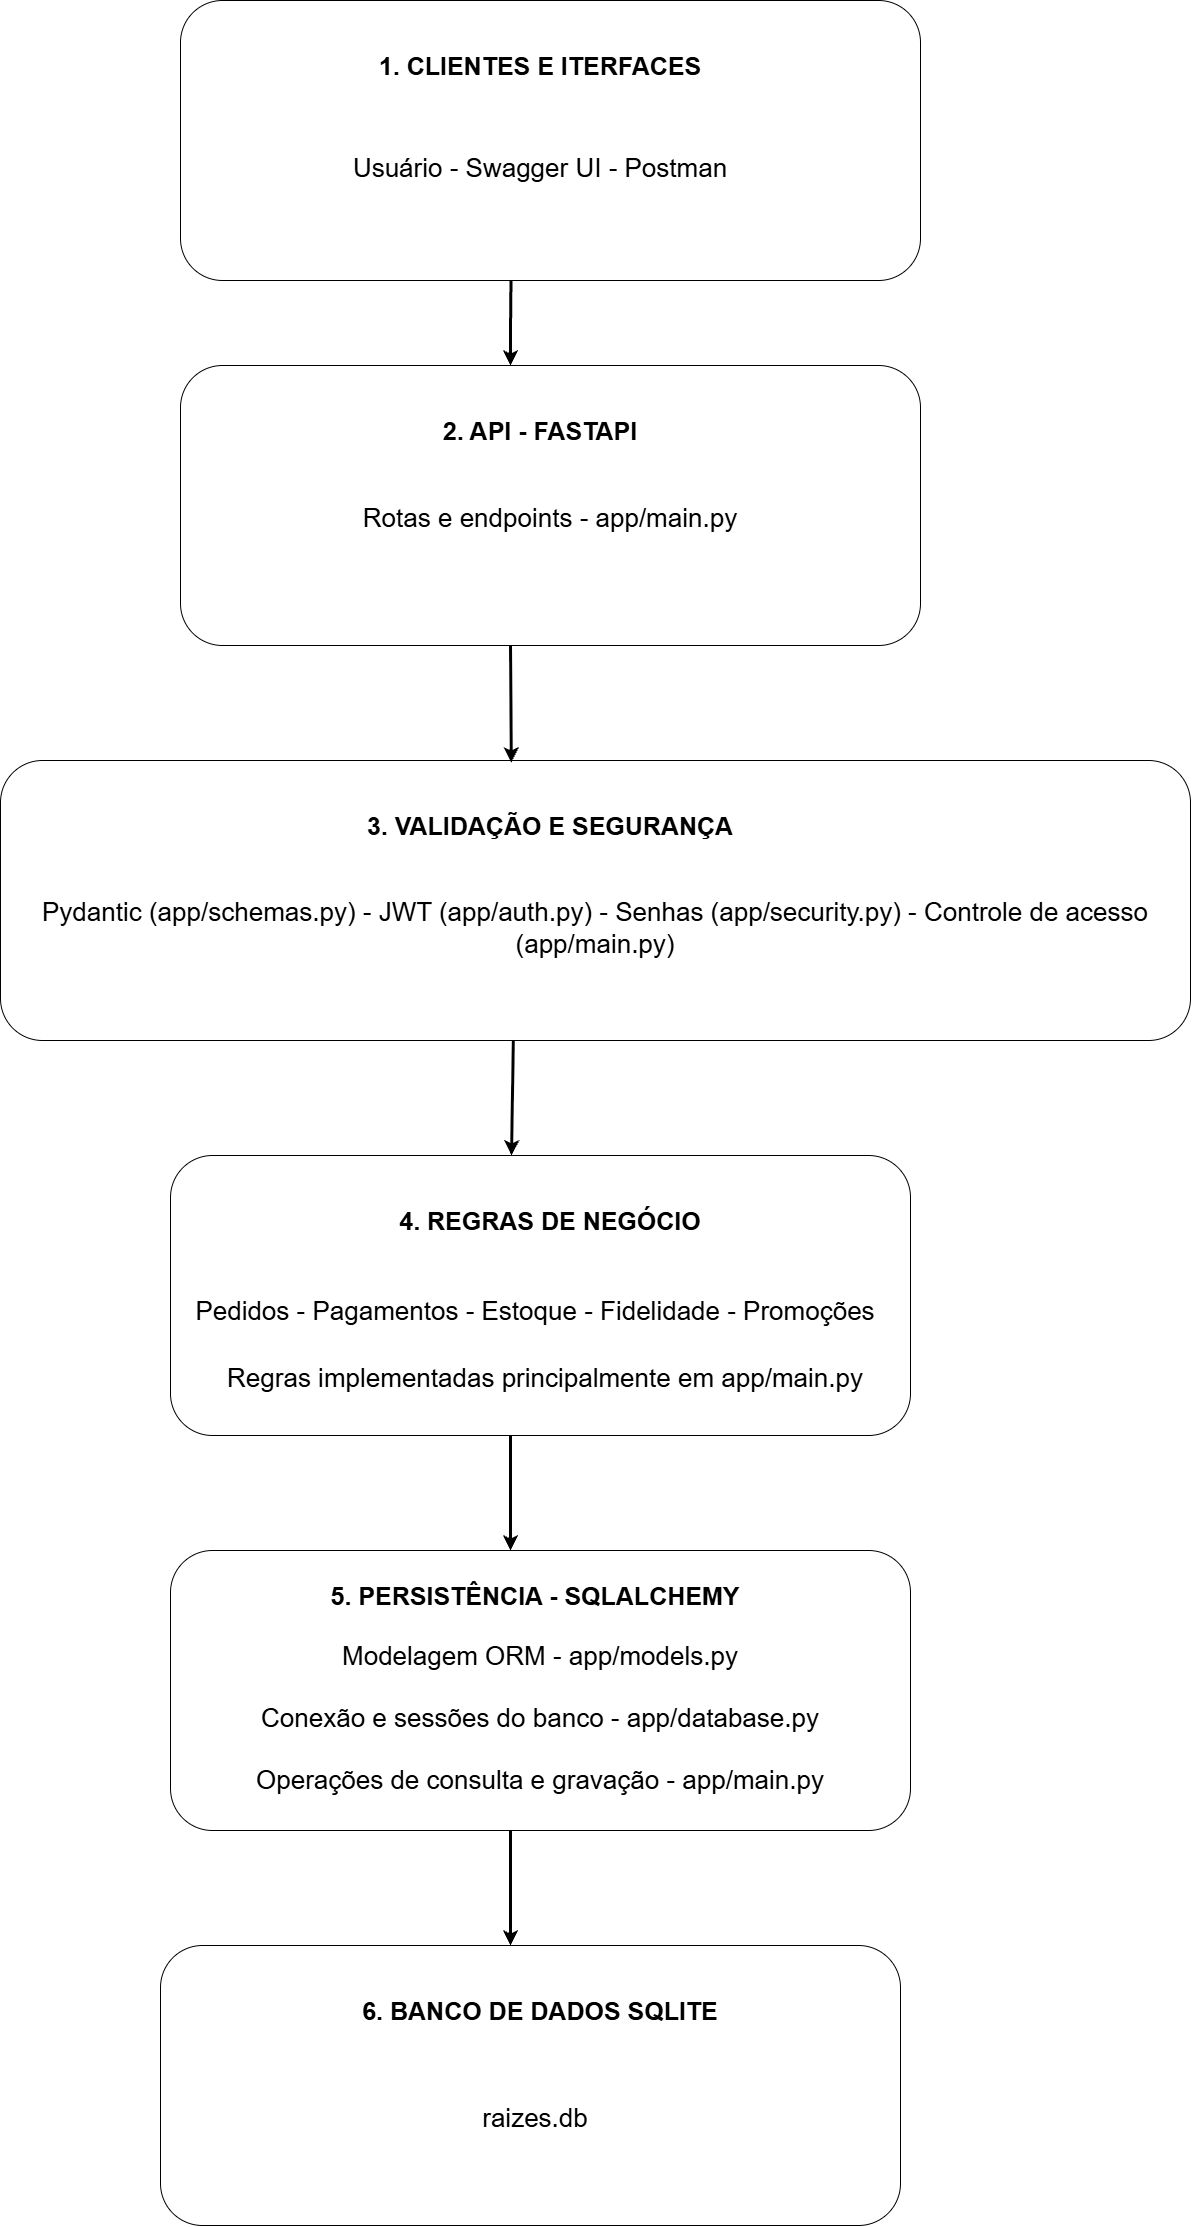 1. CLIENTES E ITERFACES
Usuário - Swagger UI - Postman
2. API - FASTAPI
Rotas e endpoints - app/main.py
3. VALIDAÇÃO E SEGURANÇA
Pydantic (app/schemas.py) - JWT (app/auth.py) - Senhas (app/security.py) - Controle de acesso
(app/main.py)
4. REGRAS DE NEGÓCIO
Pedidos - Pagamentos - Estoque - Fidelidade - Promoções
Regras implementadas principalmente em app/main.py
5. PERSISTÊNCIA - SQLALCHEMY
Modelagem ORM - app/models.py
Conexão e sessões do banco - app/database.py
Operações de consulta e gravação - app/main.py
6. BANCO DE DADOS SQLITE
raizes.db